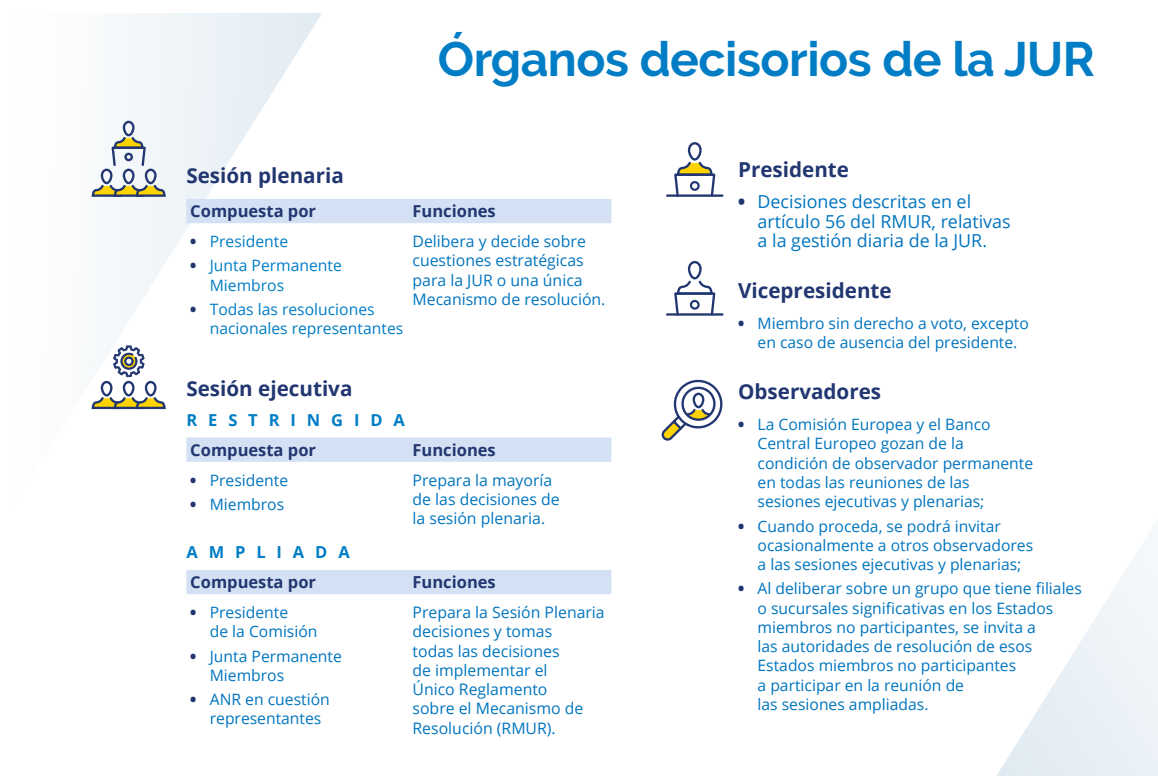 Órganos decisorios de la JUR
Sesión plenaria
Compuesta por
Funciones
• Presidente
• Junta Permanente
Miembros
• Todas las resoluciones
nacionales representantes
Delibera y decide sobre
cuestiones estratégicas
para la JUR o una única
Mecanismo de resolución.
Sesión ejecutiva
RESTRINGIDA
Compuesta por
Funciones
• Presidente
• Miembros
Prepara la mayoría
de las decisiones de
la sesión plenaria.
AMPLIADA
Compuesta por
Funciones
• Presidente
de la Comisión
• Junta Permanente
Miembros
• ANR en cuestión
representantes
Prepara la Sesión Plenaria
decisiones y tomas
todas las decisiones
de implementar el
Único Reglamento
sobre el Mecanismo de
Resolución (RMUR).
Presidente
• Decisiones descritas en el
artículo 56 del RMUR, relativas
a la gestión diaria de la JUR.
Vicepresidente
• Miembro sin derecho a voto, excepto
en caso de ausencia del presidente.
Observadores
• La Comisión Europea y el Banco
Central Europeo gozan de la
condición de observador permanente
en todas las reuniones de las
sesiones ejecutivas y plenarias;
• Cuando proceda, se podrá invitar
ocasionalmente a otros observadores
a las sesiones ejecutivas y plenarias;
• Al deliberar sobre un grupo que tiene filiales
o sucursales significativas en los Estados
miembros no participantes, se invita a
las autoridades de resolución de esos
Estados miembros no participantes
a participar en la reunión de
las sesiones ampliadas.